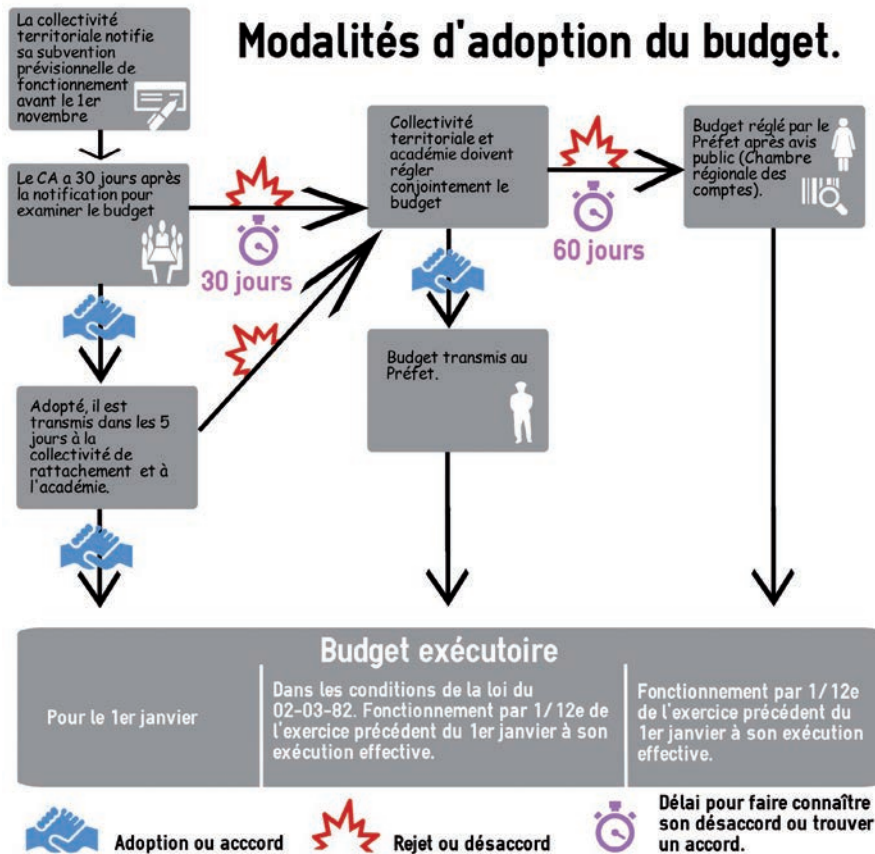 La collectivité
territoriale notifie
sa subvention
prévisionnelle de
fonctionnement
avant le 1er
novembre
Modalités d'adoption du budget.
Le CA a 30 jours après
la notification pour
examiner le budget
30 jours
Collectivité
territoriale et
académie doivent
régler
conjointement le
budget
60 jours
Budget réglé par le
Préfet après avis
public (Chambre
régionale des
comptes).
Adopté, il est
transmis dans les 5
jours à la
collectivité de
rattachement et à
l'académie.
Budget transmis au
Préfet.
Budget exécutoire
Pour le 1er janvier
Dans les conditions de la loi du
02-03-82. Fonctionnement par 1/12e de
l'exercice précédent du 1er janvier à son
exécution effective.
Fonctionnement par 1/12e
de l'exercice précédent du
1er janvier à son exécution
effective.
Adoption ou acccord
Rejet ou désaccord
Délai pour faire connaître
son désaccord ou trouver
un accord.